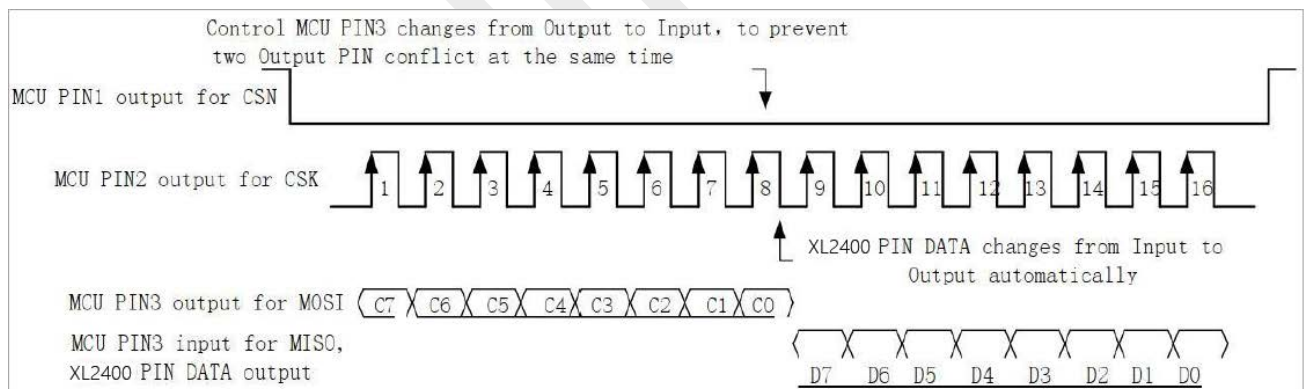 Control MCU PIN3 changes from Output to Input, to prevent
two Output PIN conflict at the same time
MCU PIN1 output for CSN
MCU PIN2 output for CSK
1 2 3 4 5 6 7 8 9 10 11 12 13 14 15 16
XL2400 PIN DATA changes from Input to
Output automatically
MCU PIN3 output for MOSI C7 C6 C5 C4 C3 C2 C1 C0
MCU PIN3 input for MISO,
XL2400 PIN DATA output
D7 D6 D5 D4 D3 D2 D1 D0